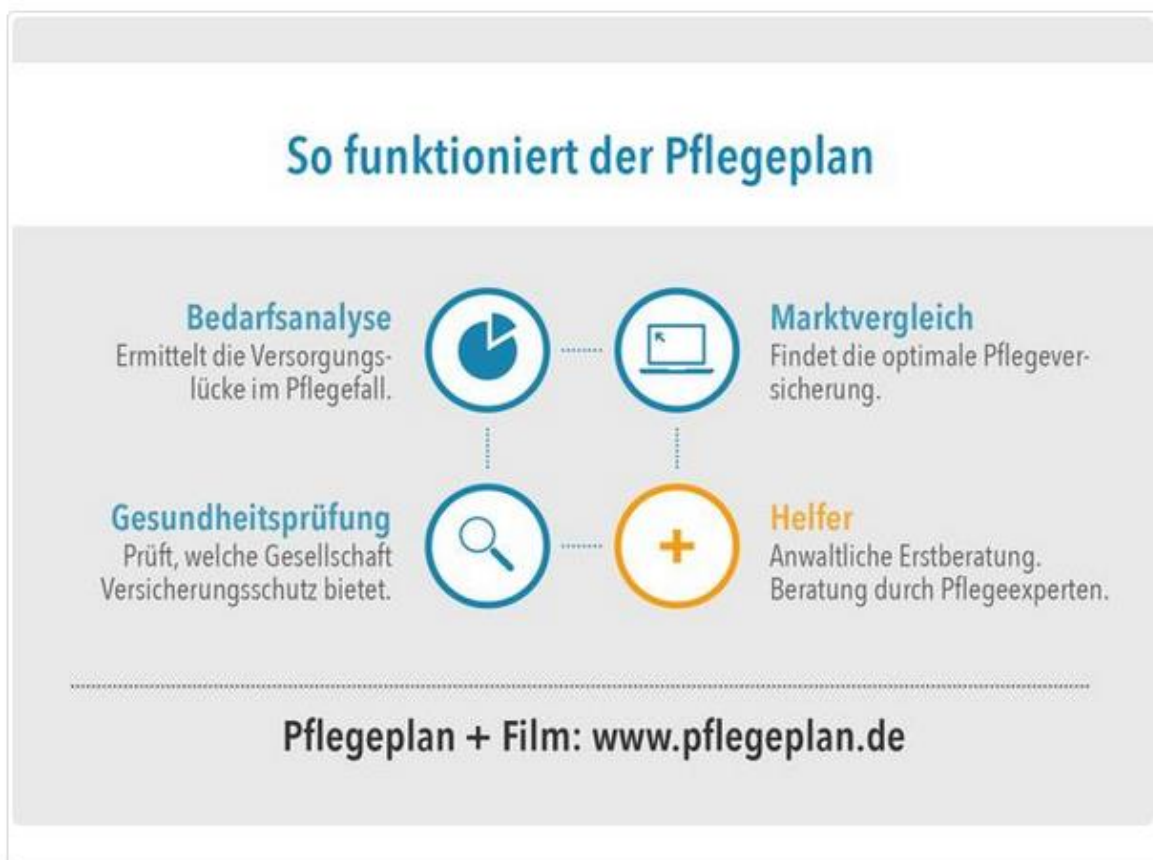 So funktioniert der Pflegeplan
Bedarfsanalyse
Ermittelt die Versorgungs-
lücke im Pflegefall.
Marktvergleich
Findet die optimale Pflegever-
sicherung.
Gesundheitsprüfung
Prüft, welche Gesellschaft
Versicherungsschutz bietet.
Helfer
Anwaltliche Erstberatung.
Beratung durch Pflegeexperten.
Pflegeplan + Film: www.pflegeplan.de